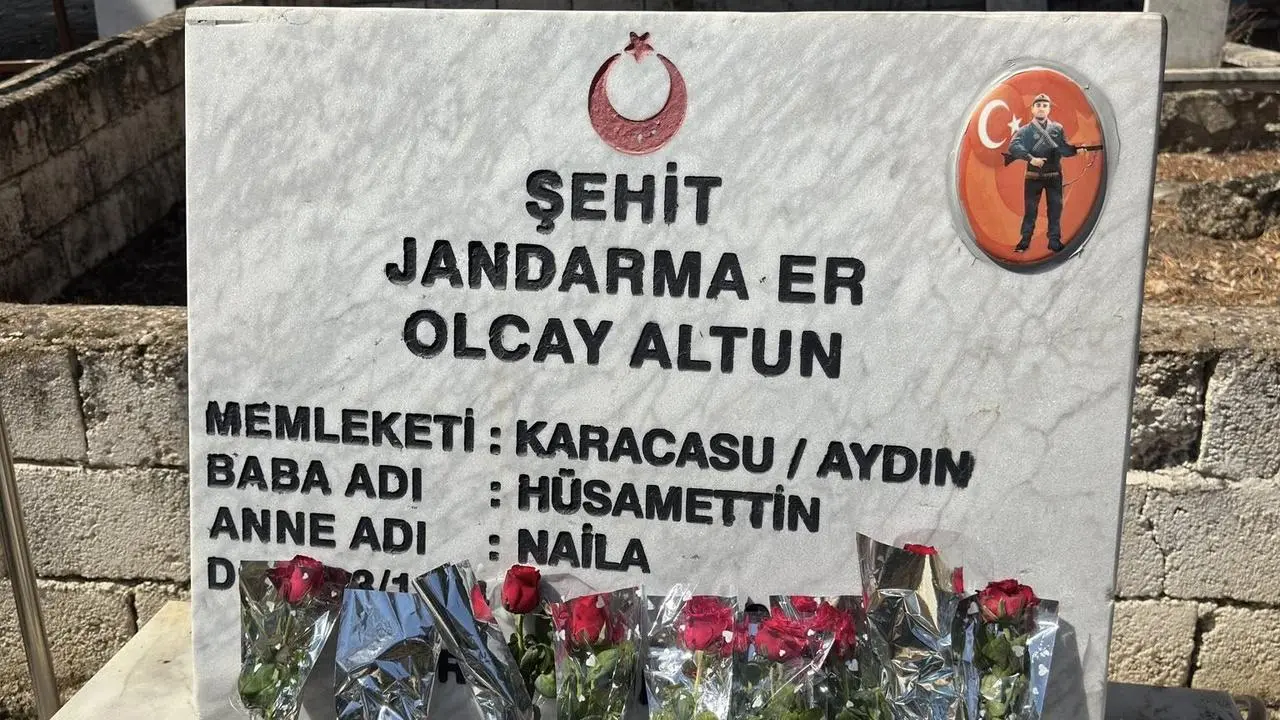 ŞEHİT
JANDARMA ER
OLCAY ALTUN
MEMLEKETİ : KARACASU / AYDIN
BABA ADI : HÜSAMETTİN
ANNE ADI : NAİLA